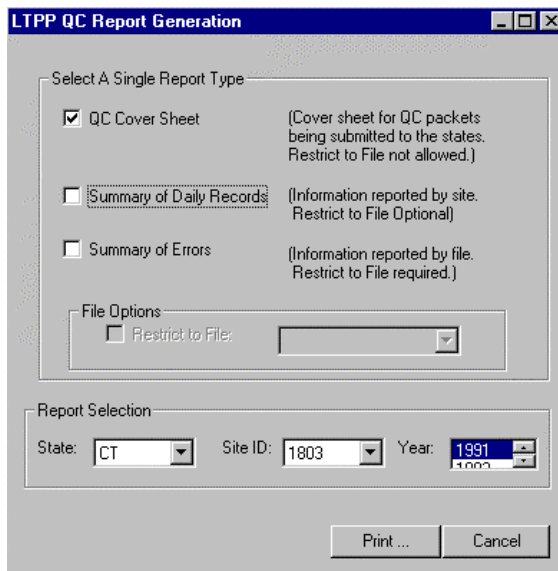 LTPP QC Report Generation
Select A Single Report Type
QC Cover Sheet
(Cover sheet for QC packets
being submitted to the states.
Restrict to File not allowed.)
Summary of Daily Records
(Information reported by site.
Restrict to File Optional)
Summary of Errors
(Information reported by file.
Restrict to File required.)
File Options
Restrict to File:
Report Selection
State: CT Site ID: 1803 Year: 1991
Print ... Cancel